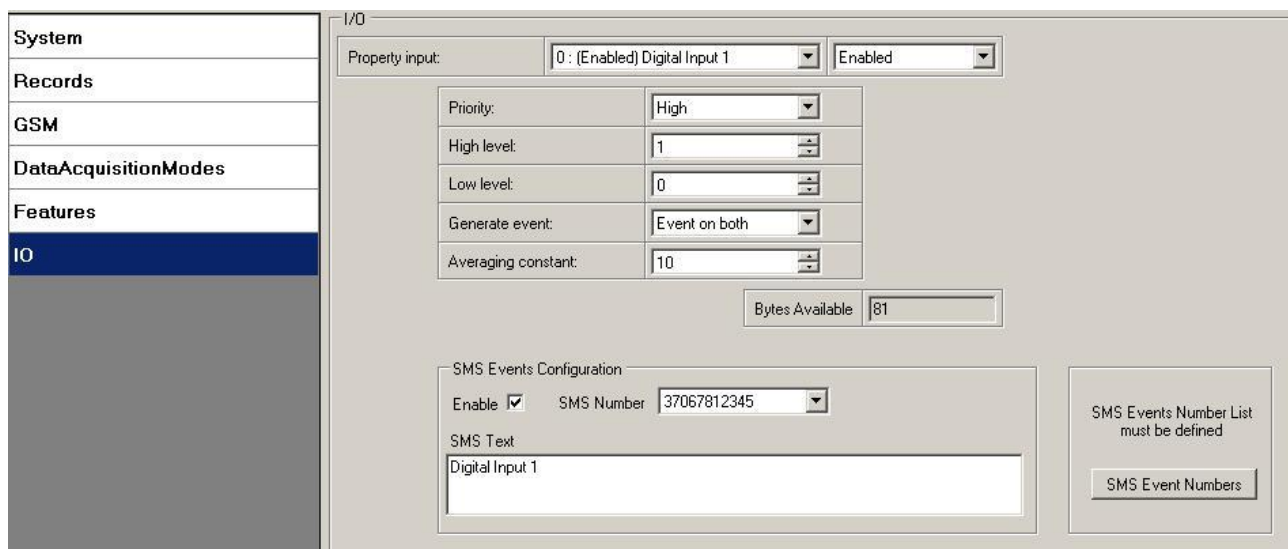 System
Records
GSM
DataAcquisitionModes
Features
IO
I/O
Property input: 0 : (Enabled) Digital Input 1 Enabled
Priority: High
High level: 1
Low level: 0
Generate event: Event on both
Averaging constant: 10
Bytes Available 81
SMS Events Configuration
Enable SMS Number 37067812345
SMS Text
Digital Input 1
SMS Events Number List
must be defined
SMS Event Numbers